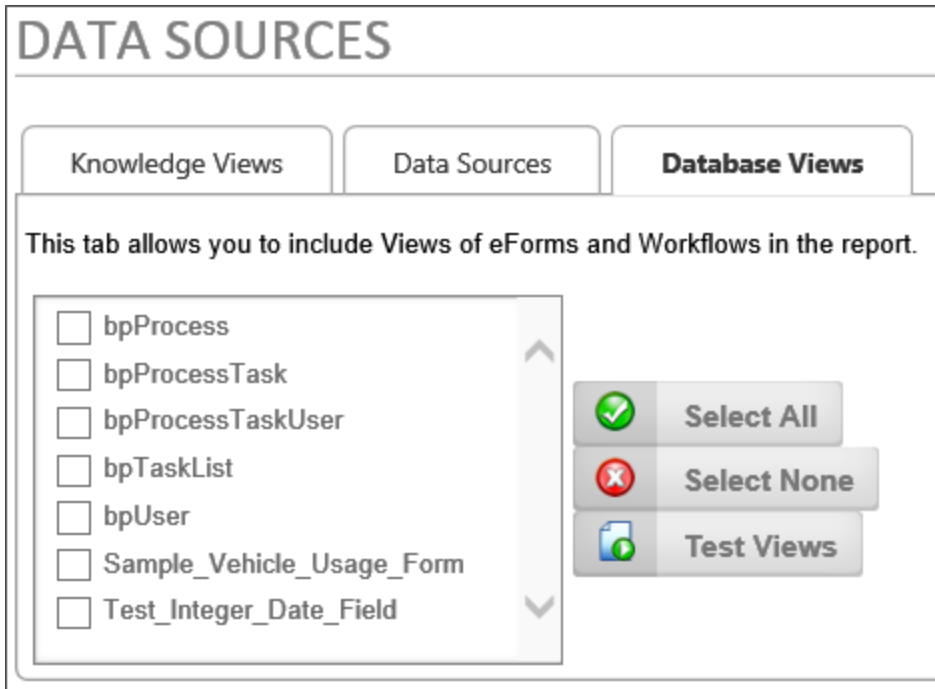 DATA SOURCES
Knowledge Views
Data Sources
Database Views
This tab allows you to include Views of eForms and Workflows in the report.
bpProcess
bpProcessTask
bpProcessTaskUser
bpTaskList
bpUser
Sample_Vehicle_Usage_Form
Test_Integer_Date_Field
Select All
Select None
Test Views